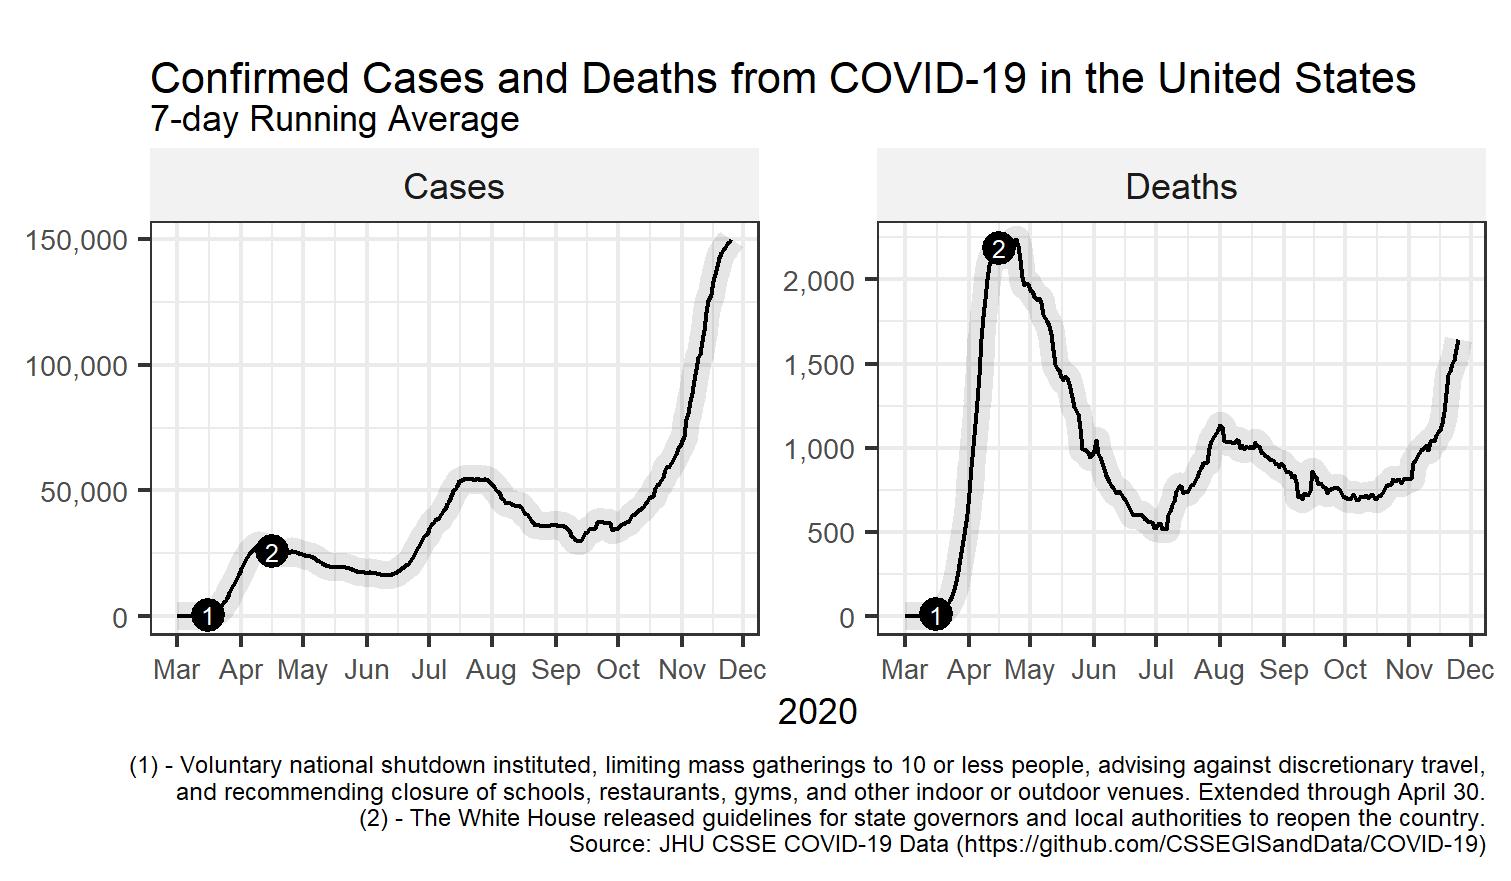 Confirmed Cases and Deaths from COVID-19 in the United States
7-day Running Average
Cases
150,000
100,000
50,000
0
1
2
Mar Apr May Jun Jul Aug Sep Oct Nov Dec
Deaths
2,000
1,500
1,000
500
0
1
2
Mar Apr May Jun Jul Aug Sep Oct Nov Dec
2020
(1) - Voluntary national shutdown instituted, limiting mass gatherings to 10 or less people, advising against discretionary travel,
and recommending closure of schools, restaurants, gyms, and other indoor or outdoor venues. Extended through April 30.
(2) - The White House released guidelines for state governors and local authorities to reopen the country.
Source: JHU CSSE COVID-19 Data (https://github.com/CSSEGISandData/COVID-19)